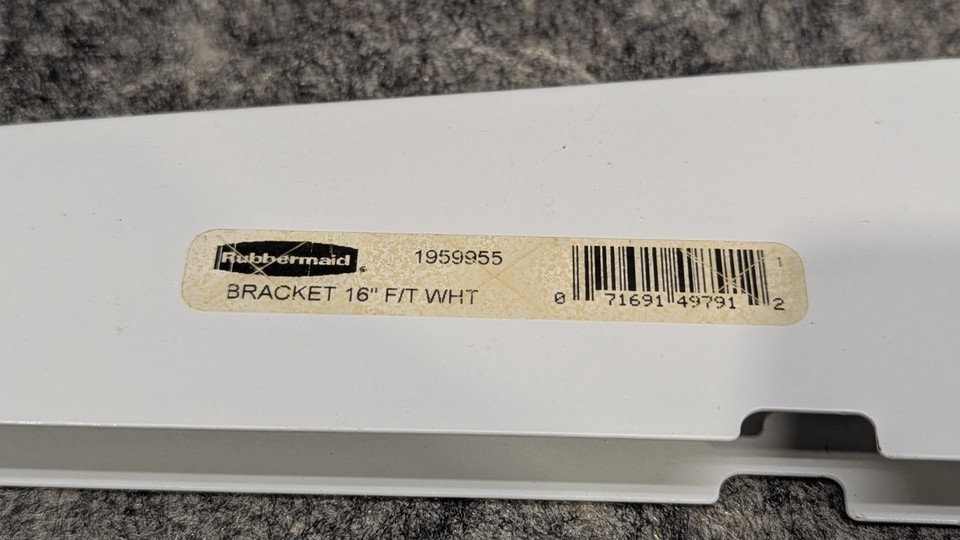 Rubbermaid® 1959955
BRACKET 16" F/T WHT
1
0 71691 49791 2